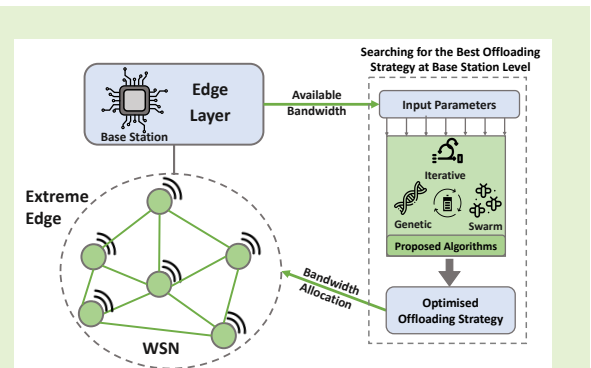 Searching for the Best Offloading
Strategy at Base Station Level
Edge
Layer
Base Station
Available
Bandwidth
Input Parameters
Iterative
Genetic
Swarm
Proposed Algorithms
Extreme
Edge
Bandwidth
Allocation
Optimised
Offloading Strategy
WSN